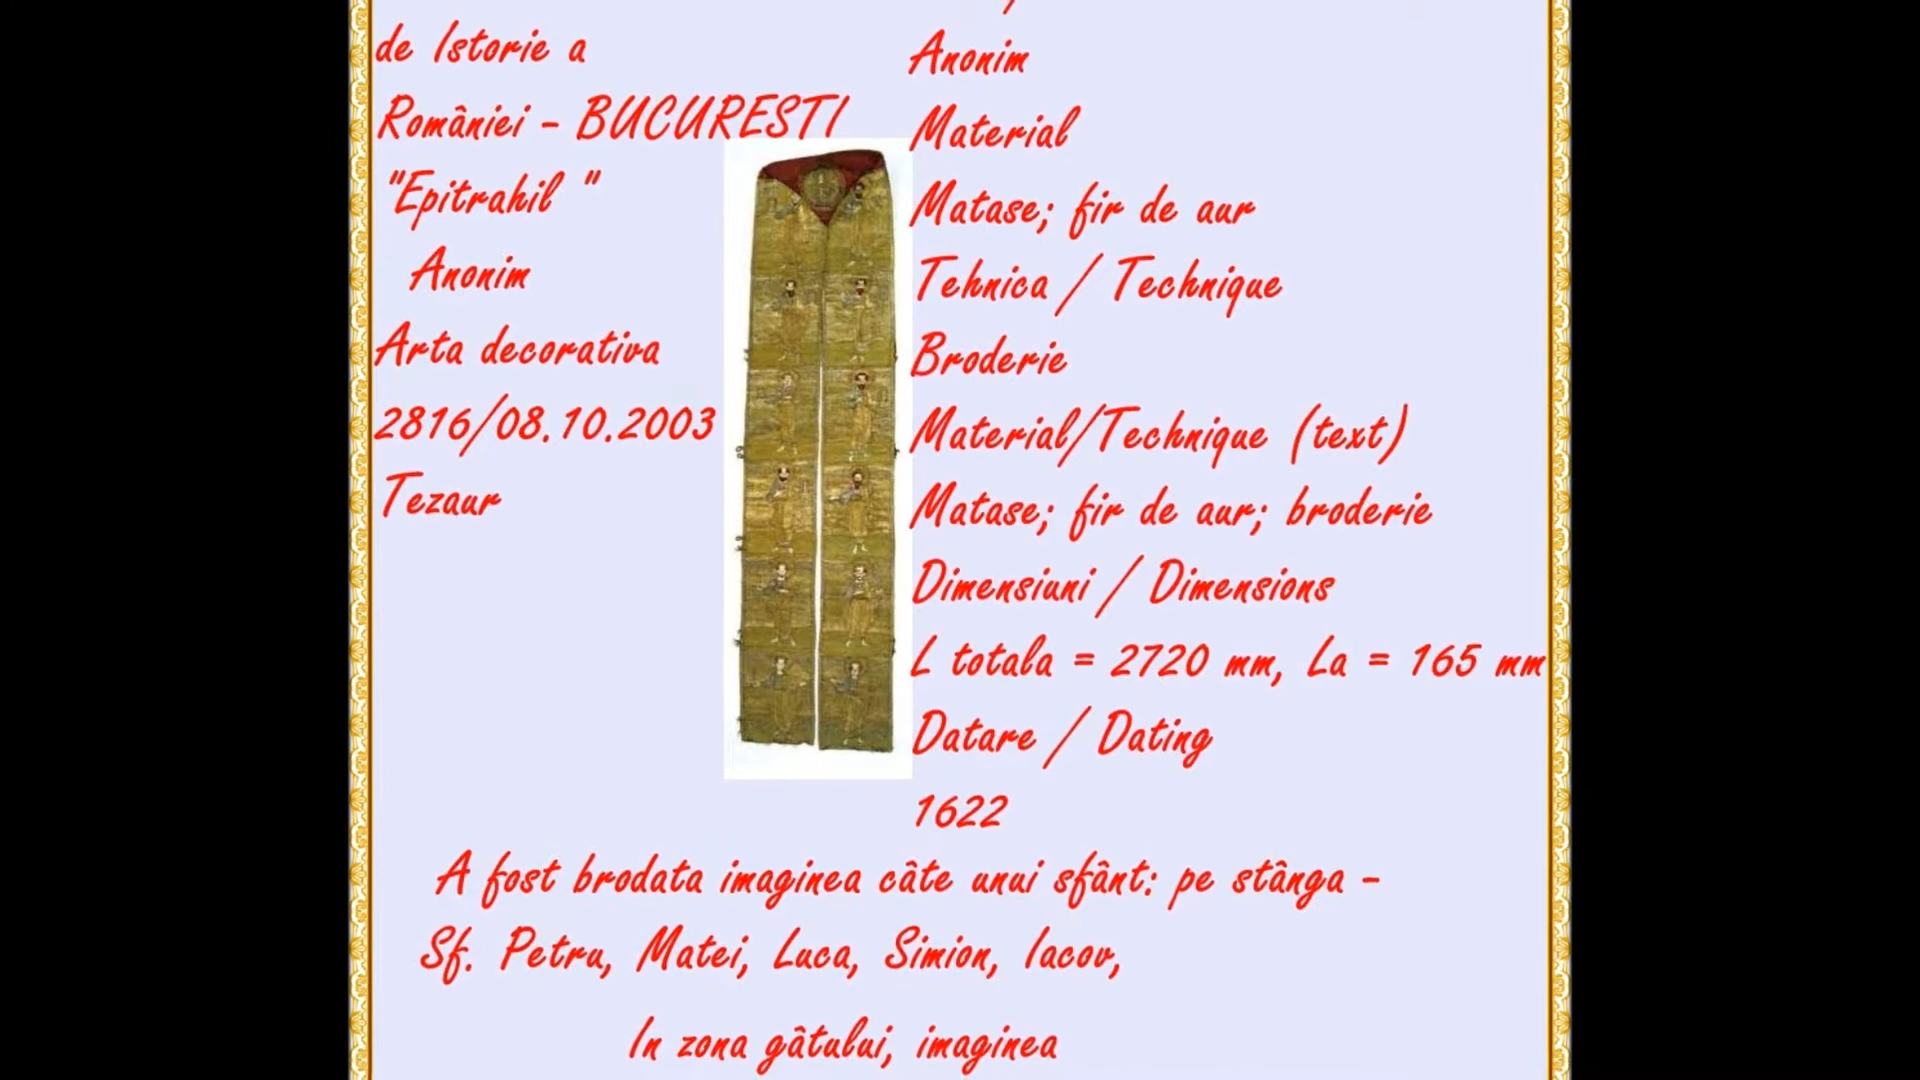 de Istorie a
României - BUCURESTI
"Epitrahil "
Anonim
Arta decorativa
2816/08.10.2003
Tezaur
Anonim
Material
Matase; fir de aur
Tehnica / Technique
Broderie
Material/Technique (text)
Matase; fir de aur; broderie
Dimensiuni / Dimensions
L totala = 2720 mm, La = 165 mm
Datare / Dating
1622
A fost brodata imaginea câte unui sfânt: pe stânga -
Sf. Petru, Matei, Luca, Simion, Iacov,
In zona gâtului, imaginea